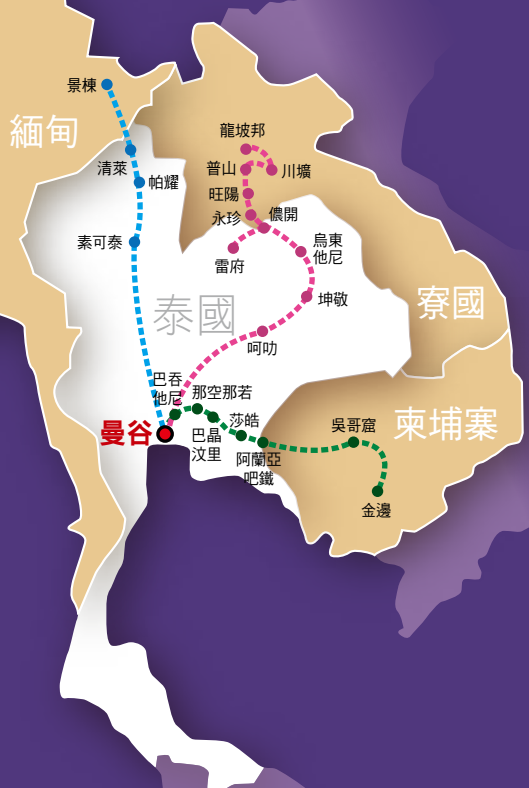 景棟
緬甸
龍坡邦
清萊
普山
川壙
帕耀
旺陽
永珍
儂開
素可泰
烏東
他尼
雷府
泰國
坤敬
寮國
呵叻
巴吞
他尼
那空那若
莎皓
柬埔寨
吳哥窟
曼谷
巴晶
汶里
阿蘭亞
吧鐵
金邊